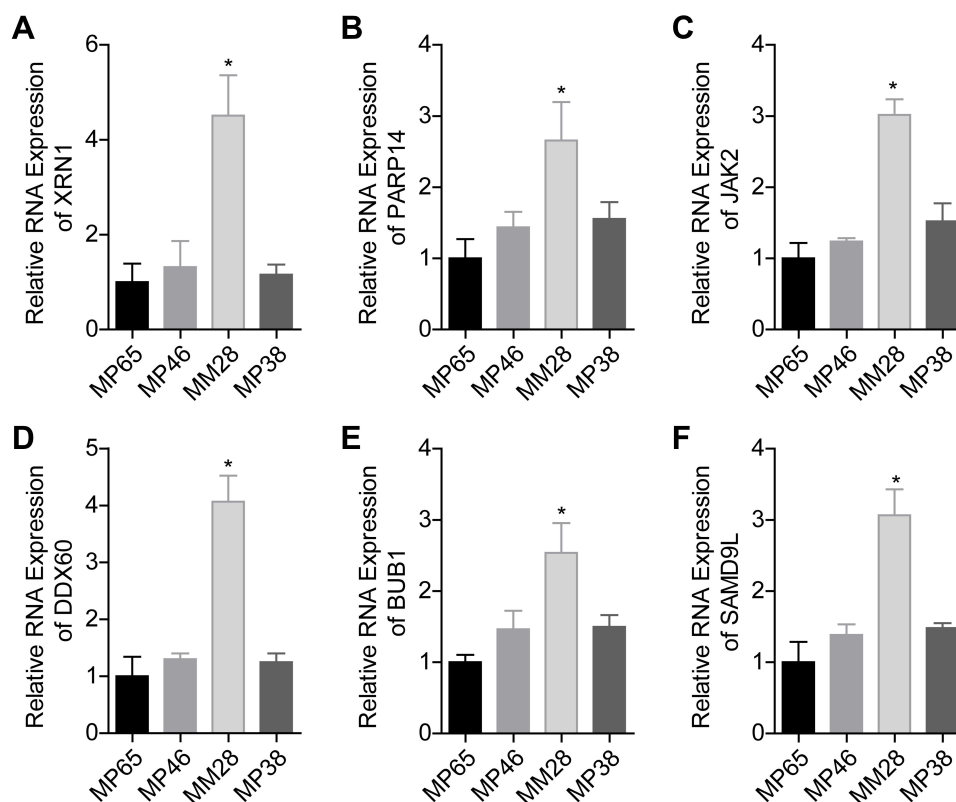 A
Relative RNA Expression
of XRN1
6
4
2
0
*
MP65
MP46
MM28
MP38
B
Relative RNA Expression
of PARP14
4
3
2
1
0
*
MP65
MP46
MM28
MP38
C
Relative RNA Expression
of JAK2
4
3
2
1
0
*
MP65
MP46
MM28
MP38
D
Relative RNA Expression
of DDX60
5
4
3
2
1
0
*
MP65
MP46
MM28
MP38
E
Relative RNA Expression
of BUB1
4
3
2
1
0
*
MP65
MP46
MM28
MP38
F
Relative RNA Expression
of SAMD9L
4
3
2
1
0
*
MP65
MP46
MM28
MP38